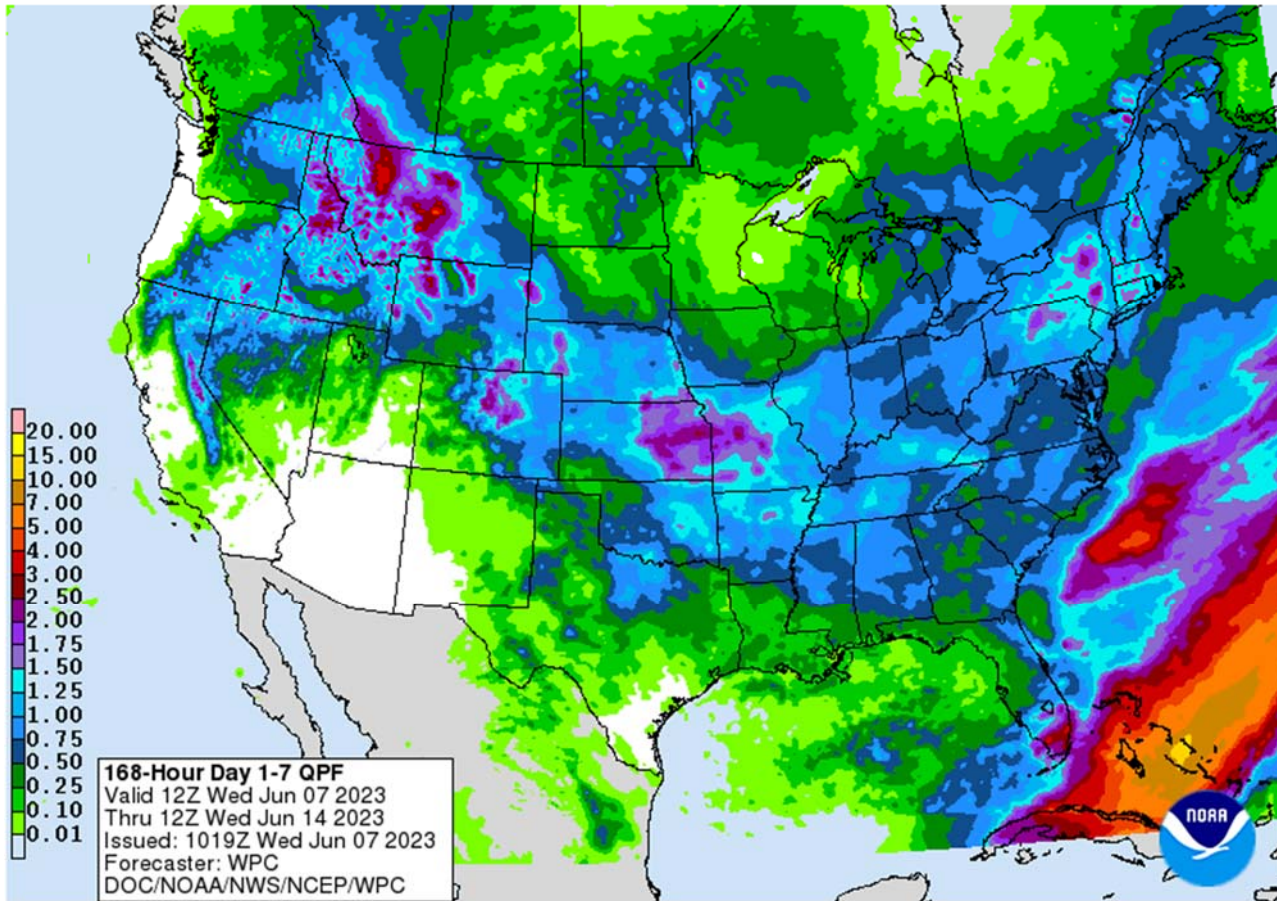 20.00
15.00
10.00
7.00
5.00
4.00
3.00
2.50
2.00
1.75
1.50
1.25
1.00
0.75
0.50
0.25
0.10
0.01
168-Hour Day 1-7 QPF
Valid 12Z Wed Jun 07 2023
Thru 12Z Wed Jun 14 2023
Issued: 1019Z Wed Jun 07 2023
Forecaster: WPC
DOC/NOAA/NWS/NCEP/WPC
NOAA